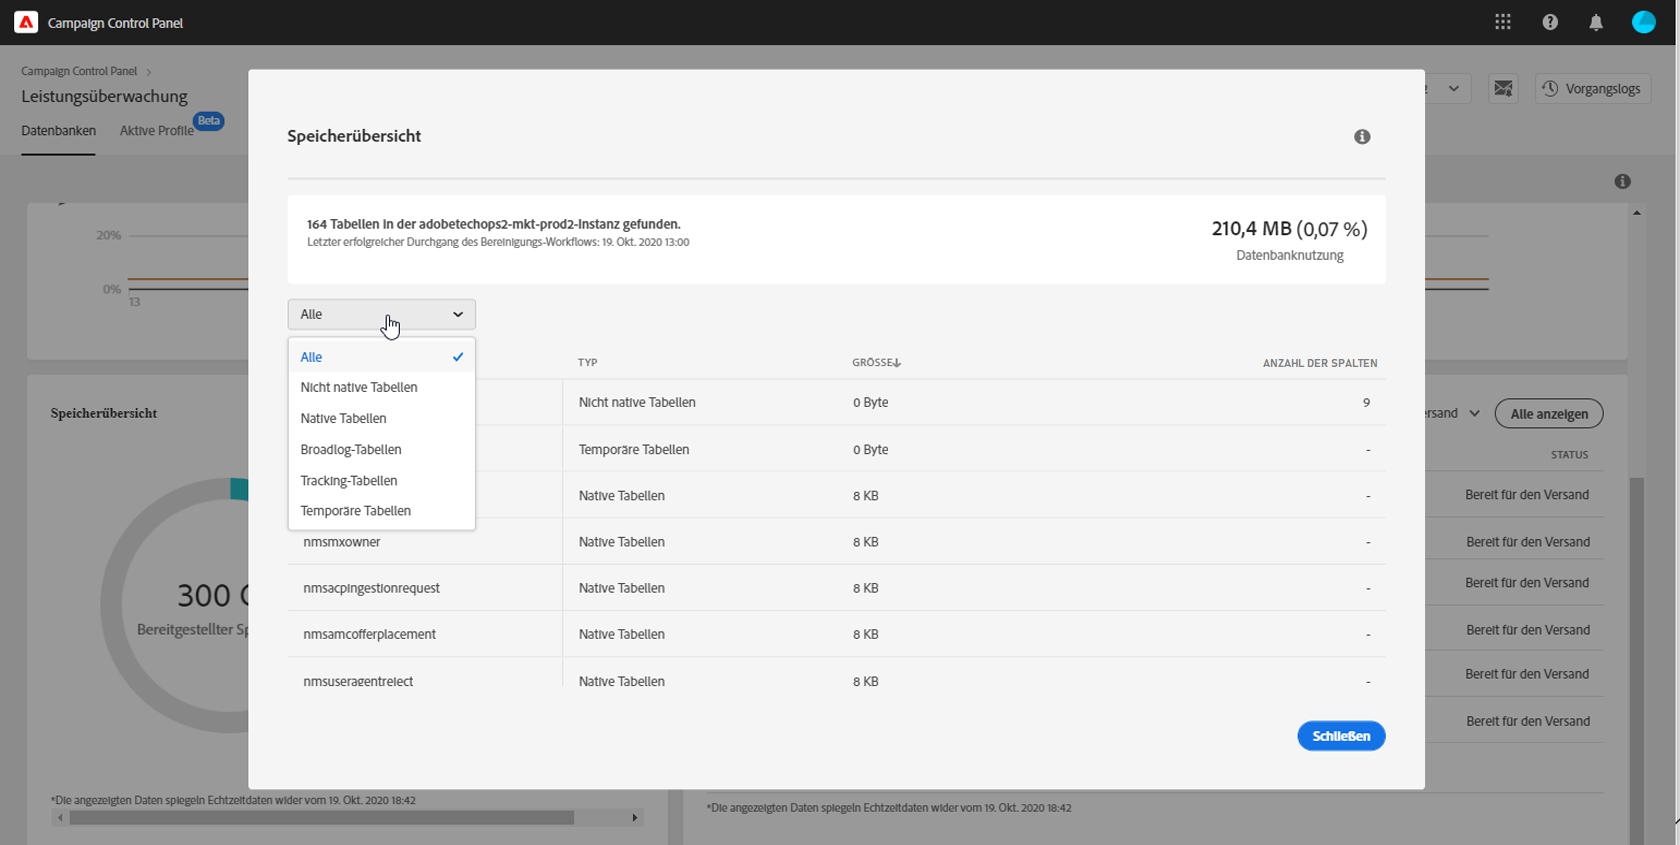 Campaign Control Panel
Campaign Control Panel
Leistungsüberwachung
Datenbanken
Aktive Profile
Beta
Vorgangslogs
Speicherübersicht
164 Tabellen in der adobetechops2-mkt-prod2-Instanz gefunden.
Letzter erfolgreicher Durchgang des Bereinigungs-Workflows: 19. Okt. 2020 13:00
210,4 MB (0,07 %)
Datenbanknutzung
20%
0%
13
Alle
Alle
Nicht native Tabellen
Native Tabellen
Broadlog-Tabellen
Tracking-Tabellen
Temporäre Tabellen
TYP
GRÖSSE
ANZAHL DER SPALTEN
Nicht native Tabellen 0 Byte 9
Temporäre Tabellen 0 Byte -
Native Tabellen 8 KB -
nmsmxowner Native Tabellen 8 KB -
nmsacpingestionrequest Native Tabellen 8 KB -
nmsamcofferplacement Native Tabellen 8 KB -
nmsuseragentreject Native Tabellen 8 KB -
Schließen
Speicherübersicht
300
Bereitgestellter
*Die angezeigten Daten spiegeln Echtzeitdaten wider vom 19. Okt. 2020 18:42
Alle anzeigen
STATUS
Bereit für den Versand
Bereit für den Versand
Bereit für den Versand
Bereit für den Versand
Bereit für den Versand
Bereit für den Versand
*Die angezeigten Daten spiegeln Echtzeitdaten wider vom 19. Okt. 2020 18:42